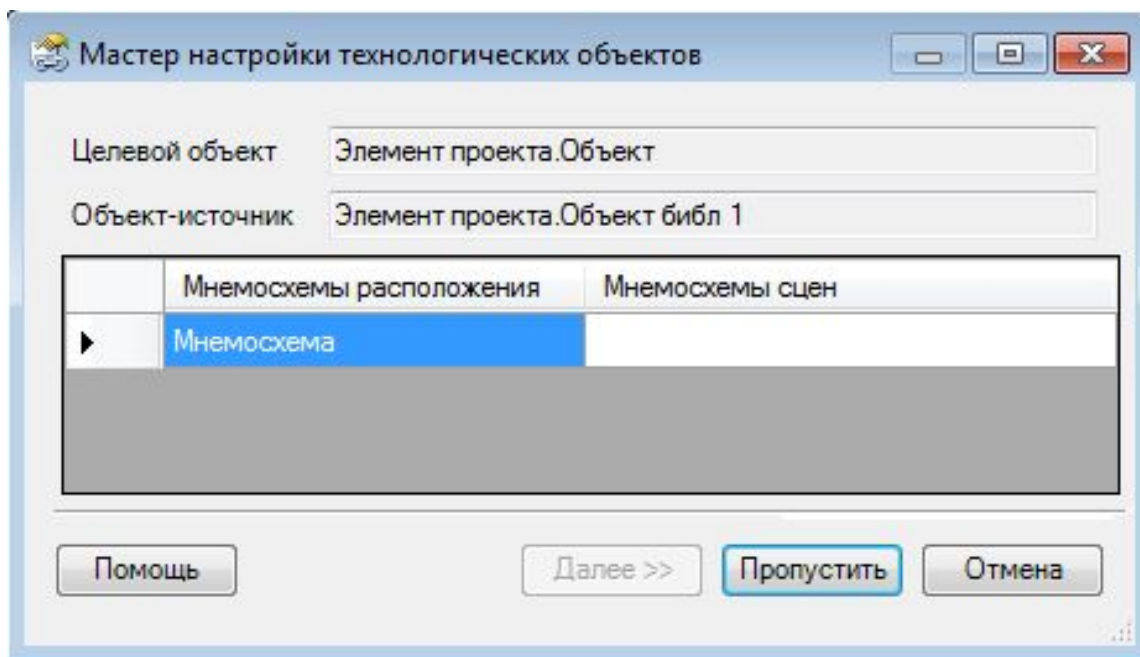 Мастер настройки технологических объектов
Целевой объект Элемент проекта.Объект
Объект-источник Элемент проекта.Объект библ 1
Мнемосхемы расположения Мнемосхемы сцен
Мнемосхема
Помощь Далее >> Пропустить Отмена